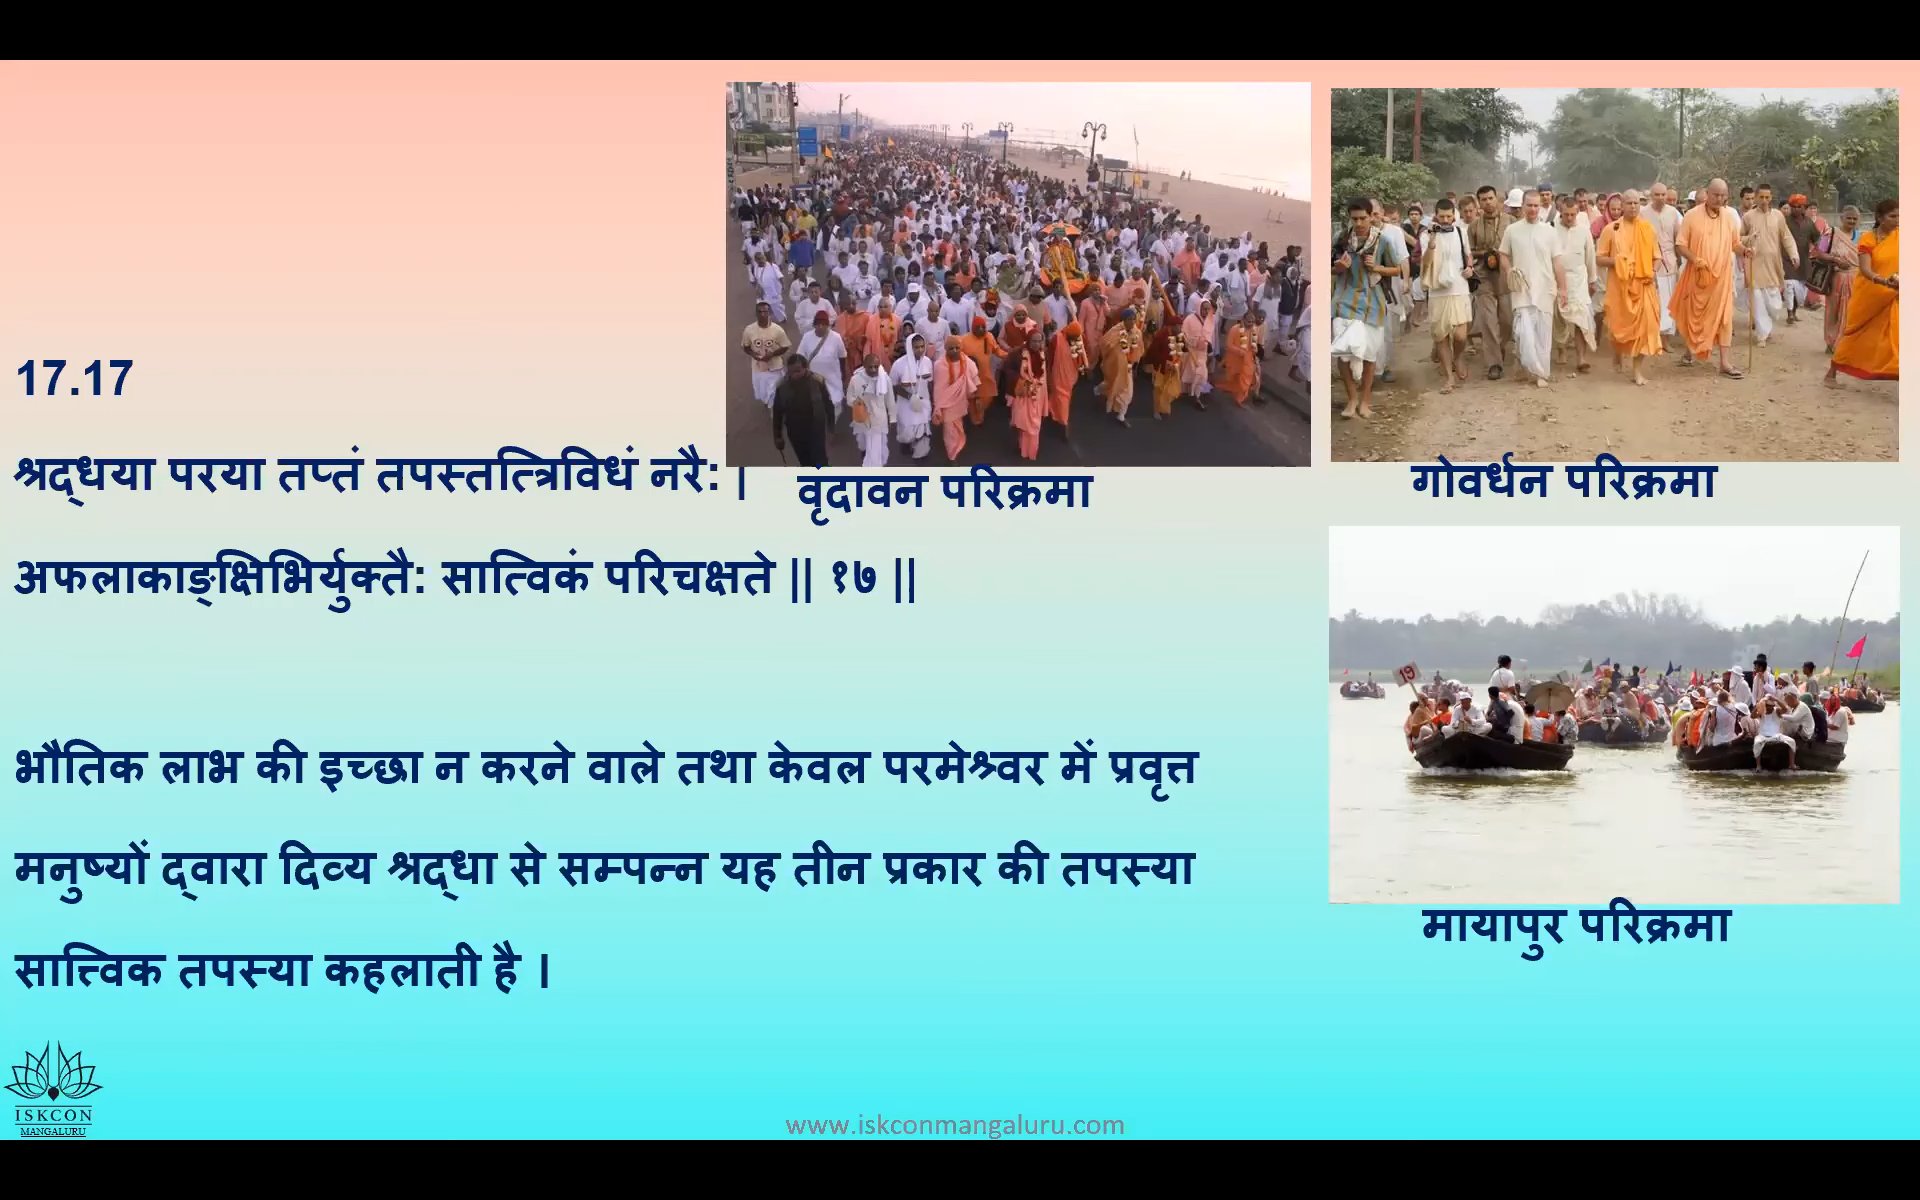 17.17
श्रद्धया परया तप्तं तपस्तत्त्रिविधं नरै: |
अफलाकाङ्क्षिभिर्युक्तै: सात्विकं परिचक्षते || १७ ||
भौतिक लाभ की इच्छा न करने वाले तथा केवल परमेश्वर में प्रवृत्त
मनुष्यों द्वारा दिव्य श्रद्धा से सम्पन्न यह तीन प्रकार की तपस्या
सात्त्विक तपस्या कहलाती है ।
वृंदावन परिक्रमा
गोवर्धन परिक्रमा
19
मायापुर परिक्रमा
ISKCON
MANGALURU
www.iskconmangaluru.com